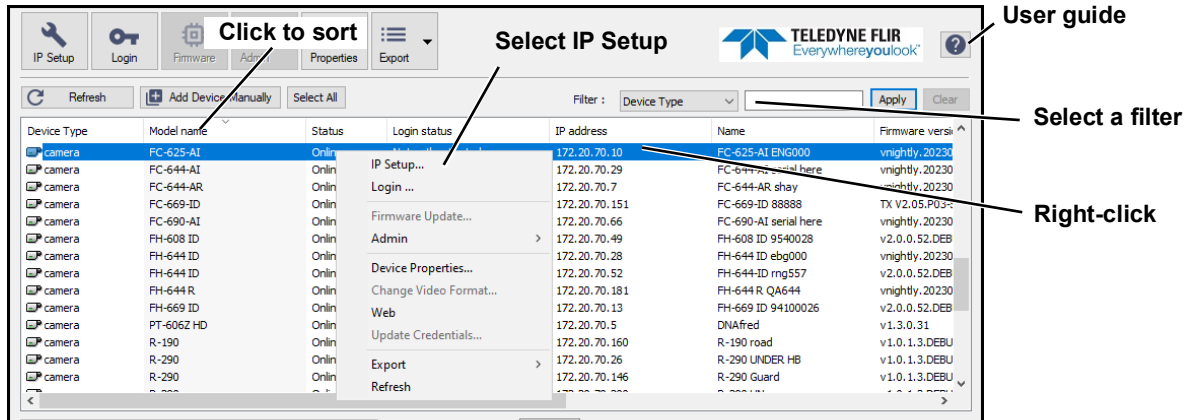 User guide
Click to sort
Select IP Setup
TELEDYNE FLIR
Everywhereyoulook
IP Setup Login Firmware Properties Export
Refresh Add Device Manually Select All Filter : Device Type Apply Clear
Select a filter
Device Type Model name Status Login status IP address Name Firmware versi
camera FC-625-AI Onlin 172.20.70.10 FC-625-AI ENG000 vnightly.20230
camera FC-644-AI Onlin IP Setup... 172.20.70.29 FC-644-AI serial here vnightly.20230
camera FC-644-AR Onlin Login ... 172.20.70.7 FC-644-AR shay vnightly.20230
camera FC-669-ID Onlin 172.20.70.151 FC-669-ID 88888 TX V2.05.P03-
Right-click
camera FC-690-AI Onlin Firmware Update... 172.20.70.66 FC-690-AI serial here vnightly.20230
camera FH-608 ID Onlin Admin > 172.20.70.49 FH-608 ID 9540028 v2.0.0.52.DEB
camera FH-644 ID Onlin 172.20.70.28 FH-644 ID ebg000 vnightly.20230
camera FH-644 ID Onlin Device Properties... 172.20.70.52 FH-644-ID rng557 v2.0.0.52.DEB
camera FH-644 R Onlin Change Video Format... 172.20.70.181 FH-644 R QA644 vnightly.20230
camera FH-669 ID Onlin Web 172.20.70.13 FH-669 ID 94100026 v2.0.0.52.DEB
camera PT-606Z HD Onlin Update Credentials... 172.20.70.5 DNAfred v1.3.0.31
camera R-190 Onlin 172.20.70.160 R-190 road v1.0.1.3.DEBU
camera R-290 Onlin Export > 172.20.70.26 R-290 UNDER HB v1.0.1.3.DEBU
camera R-290 Onlin Refresh 172.20.70.146 R-290 Guard v1.0.1.3.DEBU